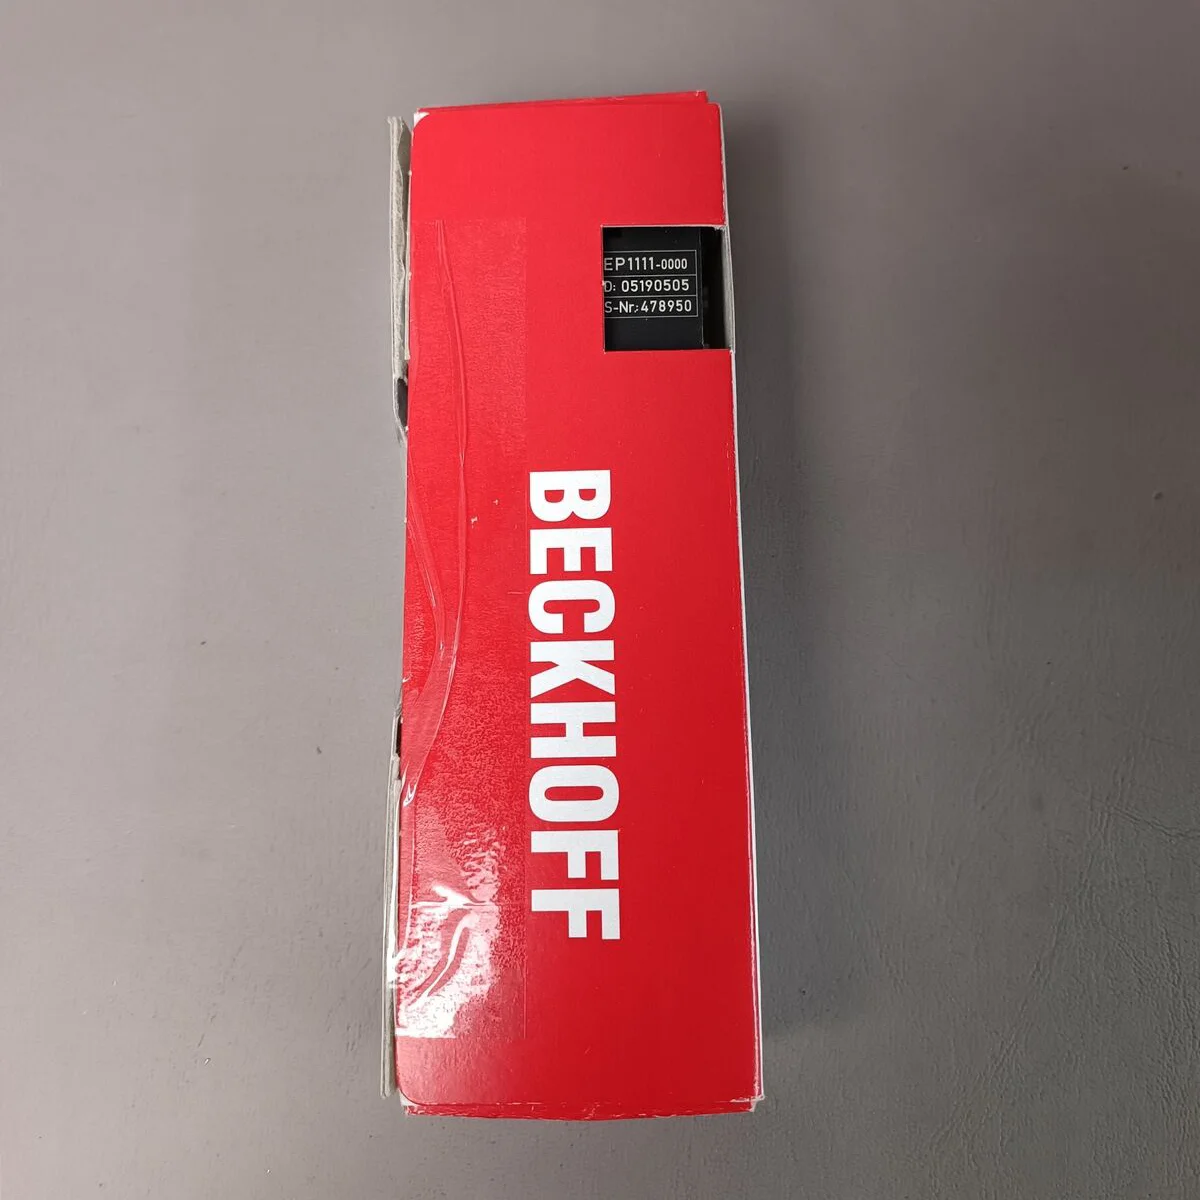 EP1111-0000
D: 05190505
S-Nr.:478950
BECKHOFF